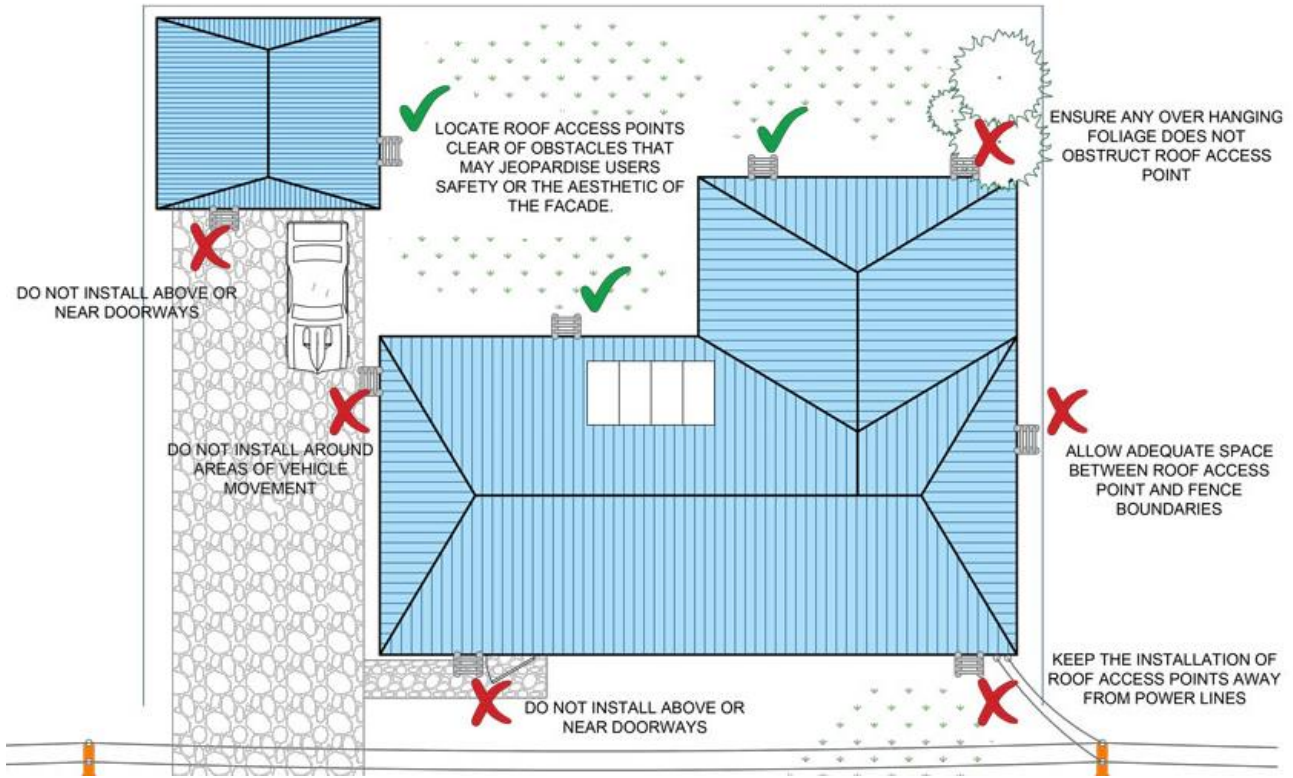 LOCATE ROOF ACCESS POINTS
CLEAR OF OBSTACLES THAT
MAY JEOPARDISE USERS
SAFETY OR THE AESTHETIC OF
THE FACADE.
ENSURE ANY OVER HANGING
FOLIAGE DOES NOT
OBSTRUCT ROOF ACCESS
POINT
DO NOT INSTALL ABOVE OR
NEAR DOORWAYS
DO NOT INSTALL AROUND
AREAS OF VEHICLE
MOVEMENT
ALLOW ADEQUATE SPACE
BETWEEN ROOF ACCESS
POINT AND FENCE
BOUNDARIES
DO NOT INSTALL ABOVE OR
NEAR DOORWAYS
KEEP THE INSTALLATION OF
ROOF ACCESS POINTS AWAY
FROM POWER LINES